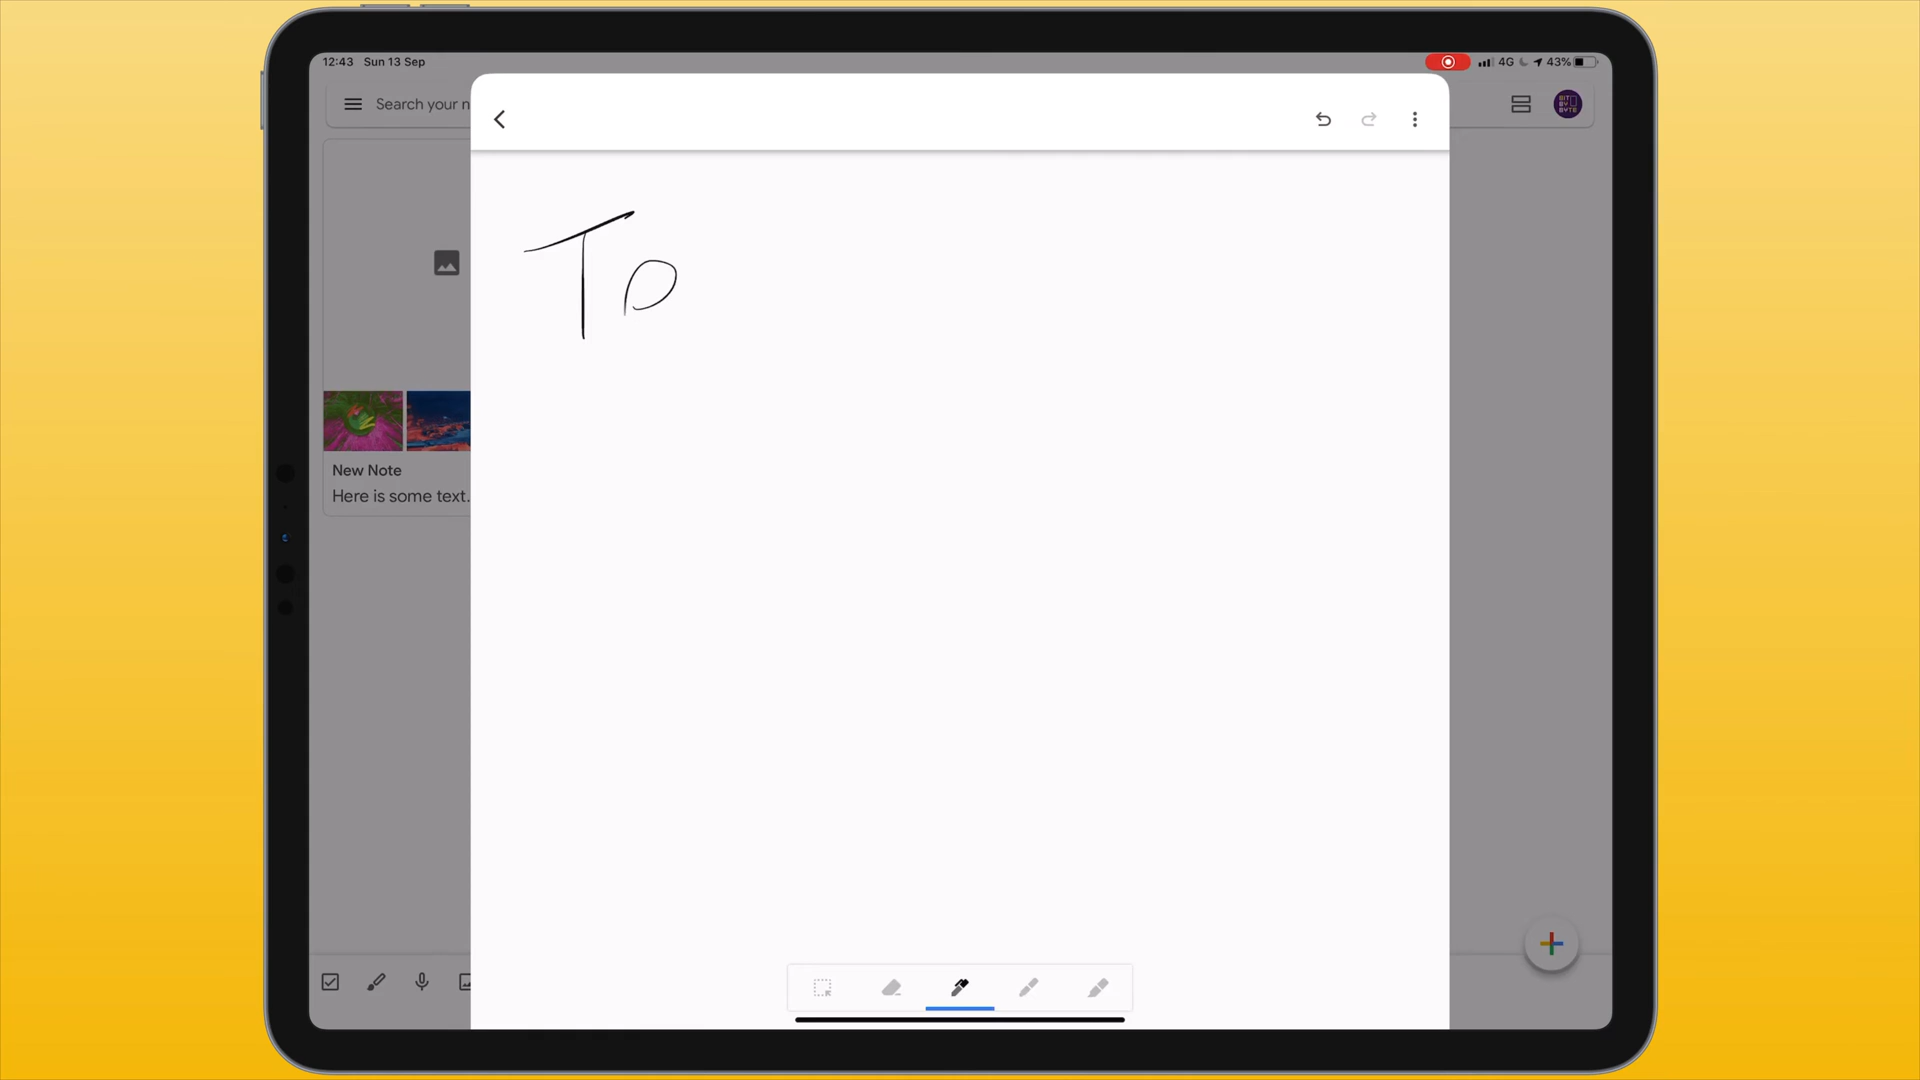 12:43 Sun 13 Sep 4G 43%
Search your n
To
New Note
Here is some text.